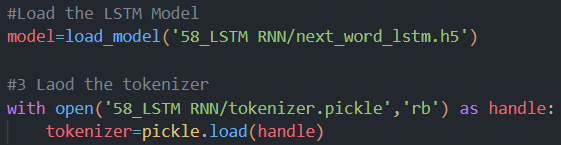 #Load the LSTM Model
model=load_model('58_LSTM RNN/next_word_lstm.h5')
#3 Laod the tokenizer
with open('58_LSTM RNN/tokenizer.pickle','rb') as handle:
    tokenizer=pickle.load(handle)